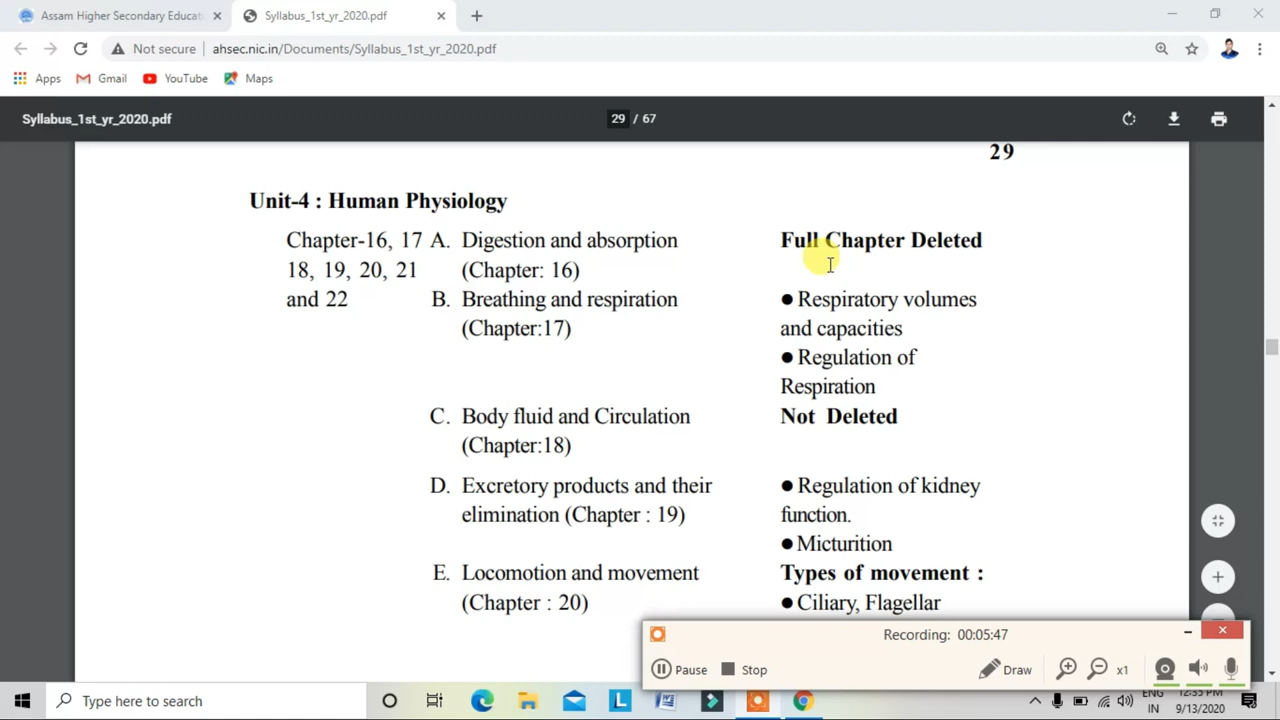 Assam Higher Secondary Educati
Syllabus_1st_yr_2020.pdf
Not secure
ahsec.nic.in/Documents/Syllabus_1st_yr_2020.pdf
Apps
Gmail
YouTube
Maps
Syllabus_1st_yr_2020.pdf
29 / 67
29
Unit-4 : Human Physiology
Chapter-16, 17 A. Digestion and absorption Full Chapter Deleted
18, 19, 20, 21 (Chapter: 16)
and 22 B. Breathing and respiration ● Respiratory volumes
(Chapter:17) and capacities
● Regulation of
Respiration
C. Body fluid and Circulation Not Deleted
(Chapter:18)
D. Excretory products and their ● Regulation of kidney
elimination (Chapter : 19) function.
● Micturition
E. Locomotion and movement Types of movement :
(Chapter : 20) ● Ciliary, Flagellar
Recording: 00:05:47
Pause
Stop
Draw
x1
Type here to search
ENG
IN
12:35 PM
9/13/2020